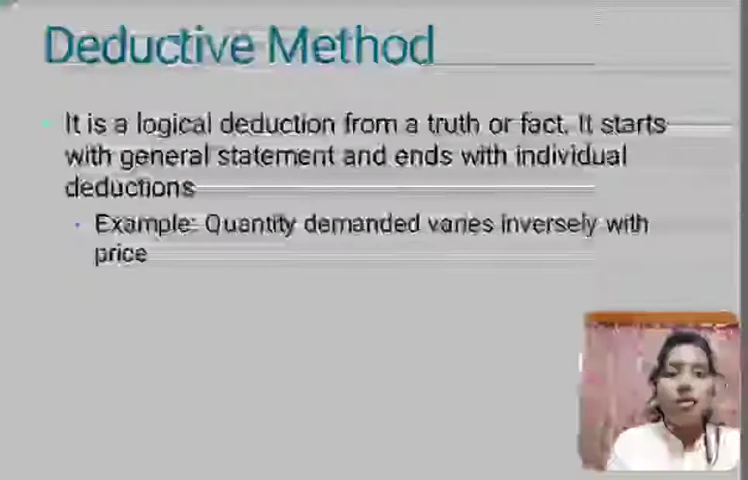 Deductive Method
It is a logical deduction from a truth or fact. It starts
with general statement and ends with individual
deductions
Example: Quantity demanded varies inversely with
price